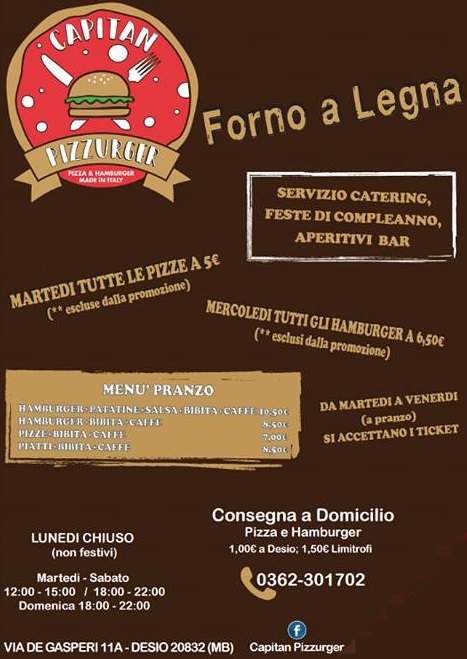 CAPITAN
PIZZURGER
PIZZA & HAMBURGER
MADE IN ITALY
Forno a Legna
SERVIZIO CATERING,
FESTE DI COMPLEANNO,
APERITIVI BAR
MARTEDI TUTTE LE PIZZE A 5€
(** escluse dalla promozione)
MERCOLEDI TUTTI GLI HAMBURGER A 6,50€
(** esclusi dalla promozione)
MENU' PRANZO
HAMBURGER-PATATINE-SALSA-BIBITA-CAFFE 10.50€
HAMBURGER-BIBITA-CAFFE 8.50€
PIZZE-BIBITA-CAFFE 7.00€
PIATTI-BIBITA-CAFFE 8.50€
DA MARTEDI A VENERDI
(a pranzo)
SI ACCETTANO I TICKET
LUNEDI CHIUSO
(non festivi)
Martedi - Sabato
12:00 - 15:00 / 18:00 - 22:00
Domenica 18:00 - 22:00
Consegna a Domicilio
Pizza e Hamburger
1,00€ a Desio; 1,50€ Limitrofi
0362-301702
VIA DE GASPERI 11A - DESIO 20832 (MB)
f
Capitan Pizzurger